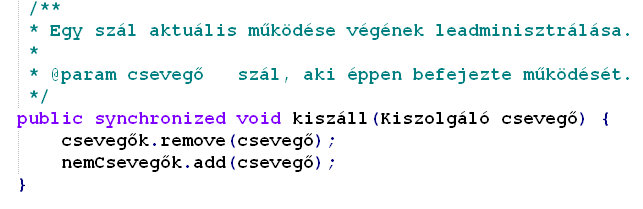 /**
 * Egy szál aktuális működése végének leadminisztrálása.
 *
 * @param csevegő   szál, aki éppen befejezte működését.
 */
public synchronized void kiszáll(Kiszolgáló csevegő) {
    csevegők.remove(csevegő);
    nemCsevegők.add(csevegő);
}